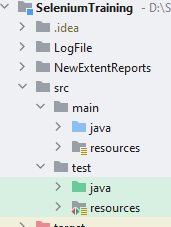 SeleniumTraining - D:\S
.idea
LogFile
NewExtentReports
src
main
java
resources
test
java
resources
target